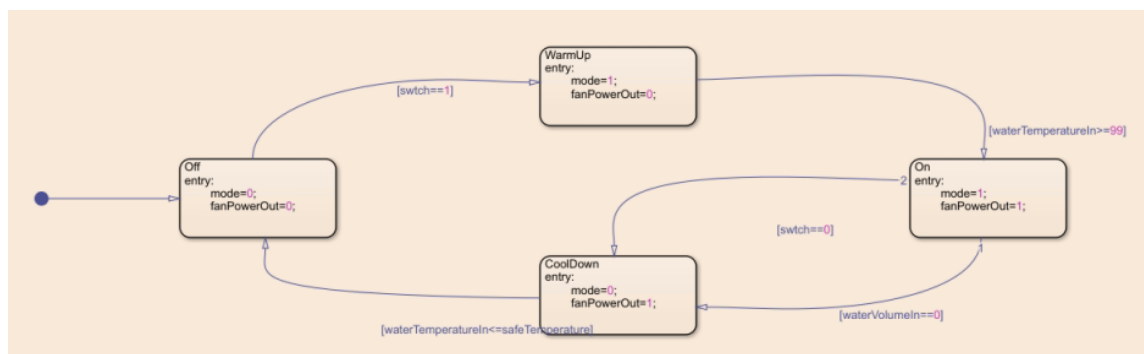 WarmUp
entry:
mode=1;
fanPowerOut=0;
[swtch==1]
[waterTemperatureIn>=99]
Off
entry:
mode=0;
fanPowerOut=0;
On
entry:
mode=1;
fanPowerOut=1;
2
[swtch==0]
1
CoolDown
entry:
mode=0;
fanPowerOut=1;
[waterVolumeIn==0]
[waterTemperatureIn<=safeTemperature]